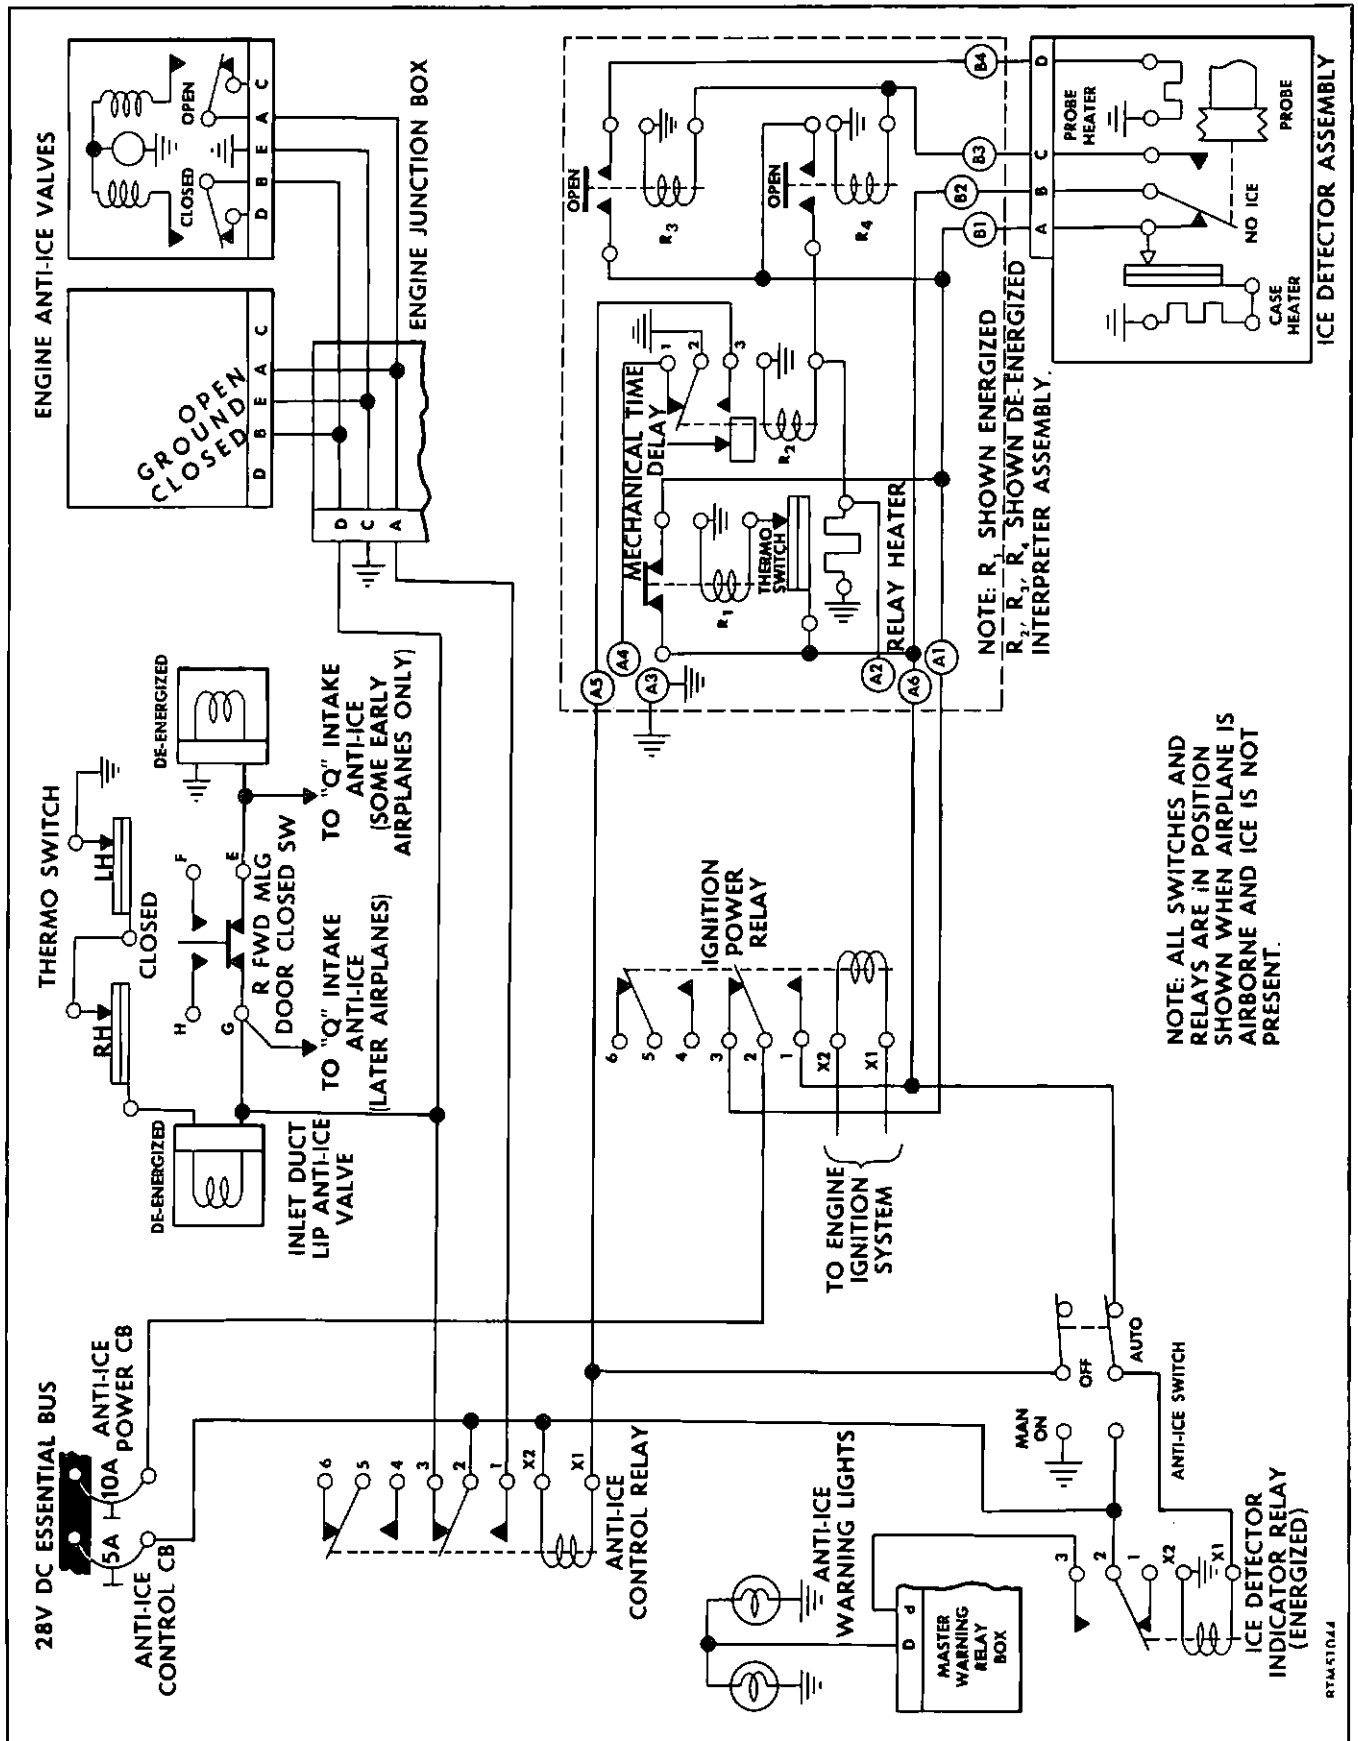 28V DC ESSENTIAL BUS
5A
10A
ANTI-ICE
POWER CB
ANTI-ICE
CONTROL CB
6
5
4
3
2
1
X2
X1
ANTI-ICE
CONTROL RELAY
ANTI-ICE
WARNING LIGHTS
D
d
MASTER
WARNING
RELAY
BOX
3
2
1
X2
X1
ICE DETECTOR
INDICATOR RELAY
(ENERGIZED)
MAN
ON
OFF
AUTO
ANTI-ICE SWITCH
THERMO SWITCH
RH
LH
CLOSED
DE-ENERGIZED
INLET DUCT
LIP ANTI-ICE
VALVE
H
F
G
E
R FWD MLG
DOOR CLOSED SW
DE-ENERGIZED
TO "Q" INTAKE
ANTI-ICE
(LATER AIRPLANES)
TO "Q" INTAKE
ANTI-ICE
(SOME EARLY
AIRPLANES ONLY)
IGNITION
POWER
RELAY
6
5
4
3
2
1
X2
X1
TO ENGINE
IGNITION
SYSTEM
NOTE: ALL SWITCHES AND
RELAYS ARE IN POSITION
SHOWN WHEN AIRPLANE IS
AIRBORNE AND ICE IS NOT
PRESENT.
ENGINE ANTI-ICE VALVES
OPEN
GROUND
CLOSED
D B E A C
CLOSED
OPEN
D B E A C
D
C
A
ENGINE JUNCTION BOX
A5
A4
A3
A2
A6
A1
MECHANICAL TIME
DELAY
1
2
3
R1
R2
THERMO
SWITCH
RELAY HEATER
OPEN
R3
OPEN
R4
B4
B3
B2
B1
NOTE: R1 SHOWN ENERGIZED
R2, R3, R4 SHOWN DE-ENERGIZED
INTERPRETER ASSEMBLY.
D
C
B
A
PROBE
HEATER
PROBE
NO ICE
CASE
HEATER
ICE DETECTOR ASSEMBLY
RTM51044